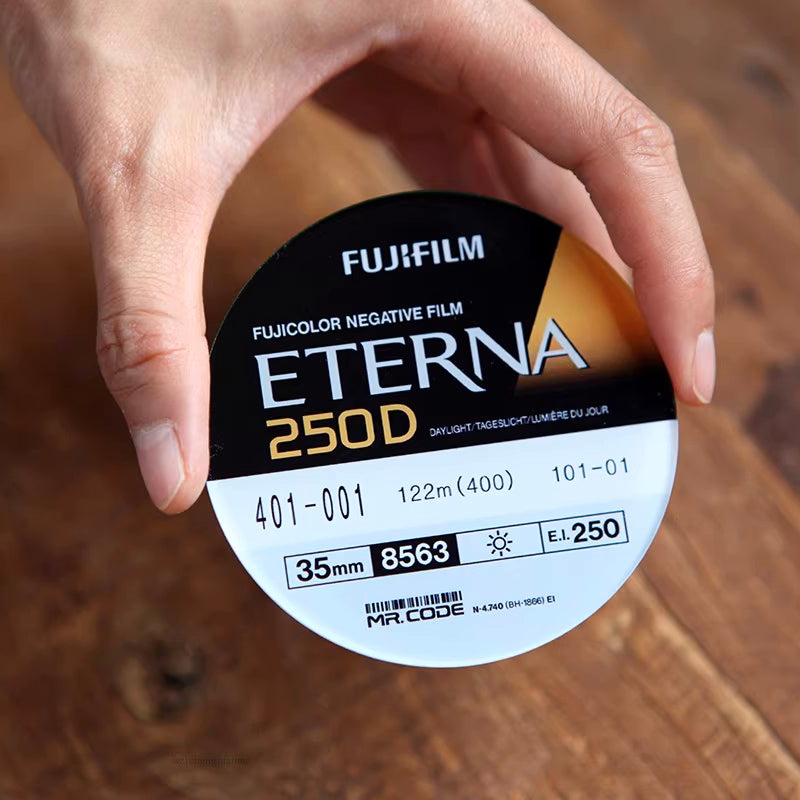 FUJIFILM
FUJICOLOR NEGATIVE FILM
ETERNA
250D DAYLIGHT/TAGESLICHT/LUMIÈRE DU JOUR
401-001 122m(400) 101-01
35mm 8563 E.I.250
MR.CODE N-4.740 (BH-1866) EI